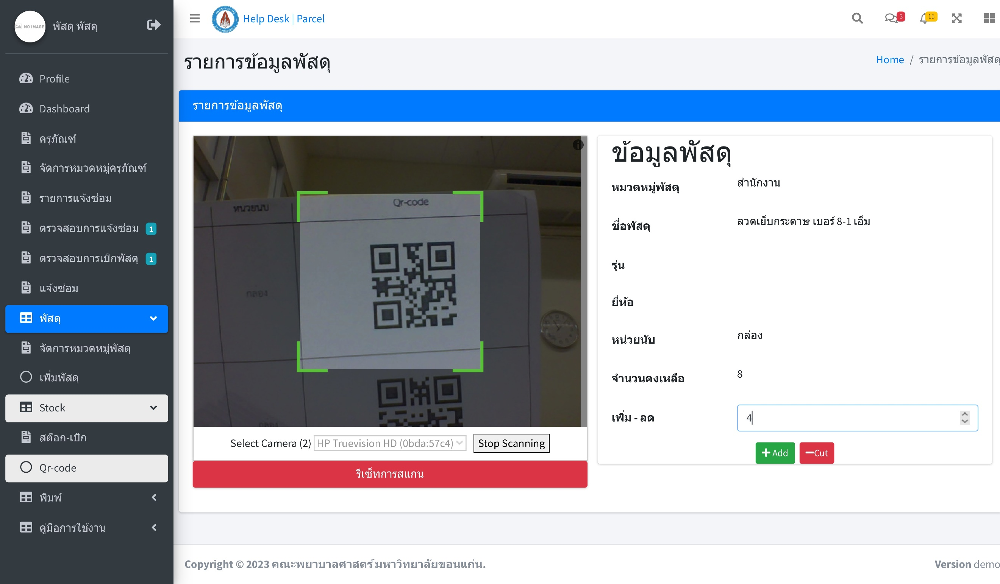 NO IMAGE
พัสดุ พัสดุ
Profile
Dashboard
ครุภัณฑ์
จัดการหมวดหมู่ครุภัณฑ์
รายการแจ้งซ่อม
ตรวจสอบการแจ้งซ่อม 1
ตรวจสอบการเบิกพัสดุ 1
แจ้งซ่อม
พัสดุ
จัดการหมวดหมู่พัสดุ
เพิ่มพัสดุ
Stock
สต๊อก-เบิก
Qr-code
พิมพ์
คู่มือการใช้งาน
Help Desk | Parcel
3
15
รายการข้อมูลพัสดุ
Home / รายการข้อมูลพัสดุ
รายการข้อมูลพัสดุ
หน่วยนับ
Qr-code
กล่อง
กล่อง
Select Camera (2) HP Truevision HD (0bda:57c4) Stop Scanning
รีเซ็ทการสแกน
ข้อมูลพัสดุ
หมวดหมู่พัสดุ สำนักงาน
ชื่อพัสดุ ลวดเย็บกระดาษ เบอร์ 8-1 เอ็ม
รุ่น
ยี่ห้อ
หน่วยนับ กล่อง
จำนวนคงเหลือ 8
เพิ่ม - ลด 4
Add Cut
Copyright © 2023 คณะพยาบาลศาสตร์ มหาวิทยาลัยขอนแก่น.
Version demo